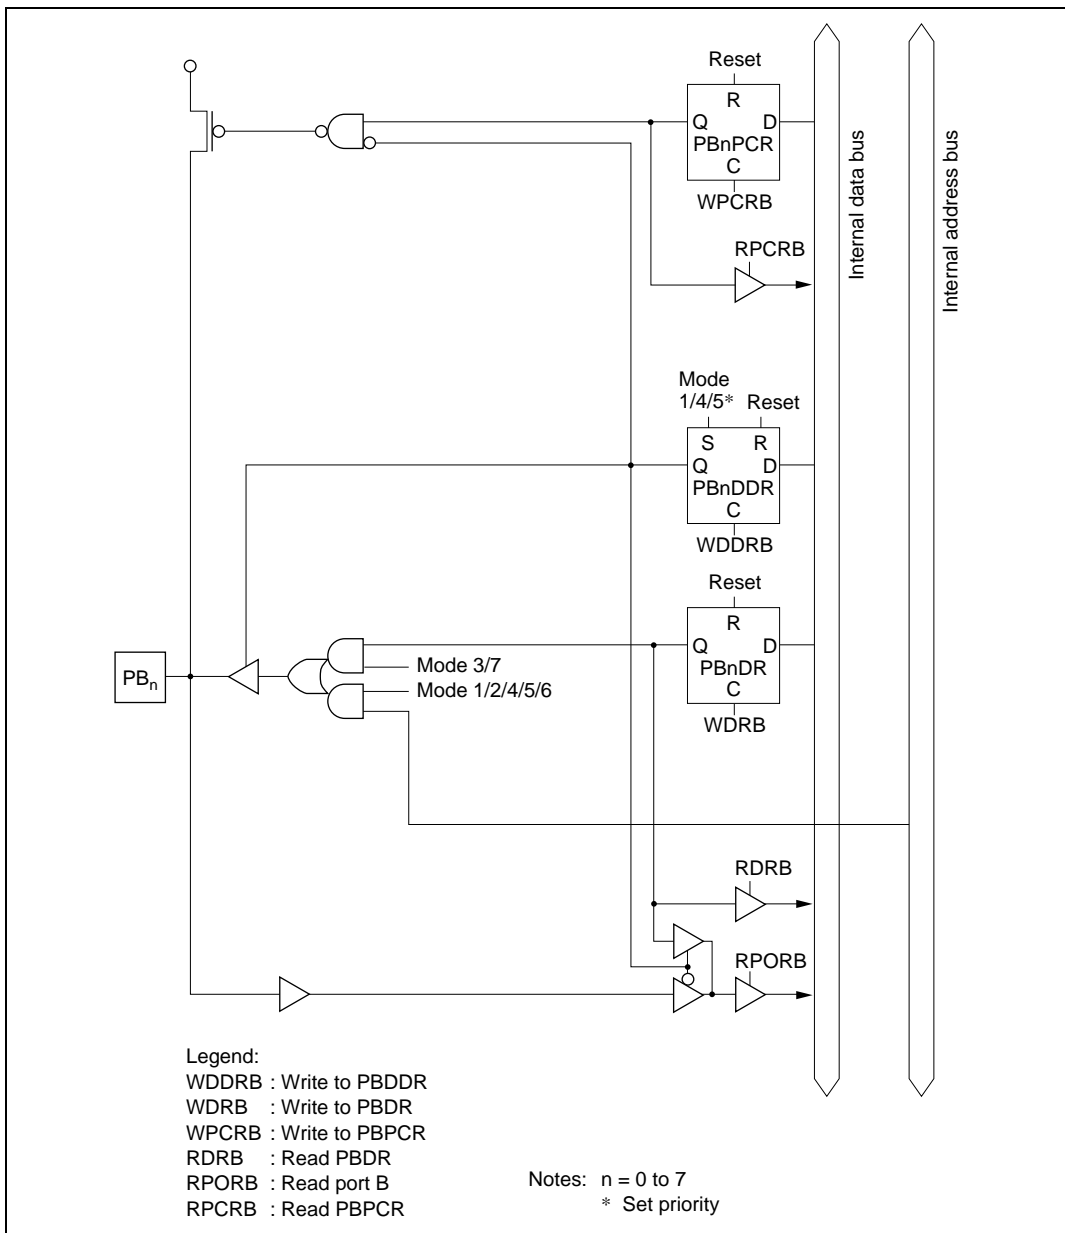 Reset
R
Q D
PBnPCR
C
WPCRB
RPCRB
Internal data bus
Internal address bus
Mode
1/4/5* Reset
S R
Q D
PBnDDR
C
WDDRB
Reset
R
Q D
PBnDR
C
WDRB
PBn
Mode 3/7
Mode 1/2/4/5/6
RDRB
RPORB
Legend:
WDDRB : Write to PBDDR
WDRB : Write to PBDR
WPCRB : Write to PBPCR
RDRB : Read PBDR
RPORB : Read port B
RPCRB : Read PBPCR
Notes: n = 0 to 7
* Set priority